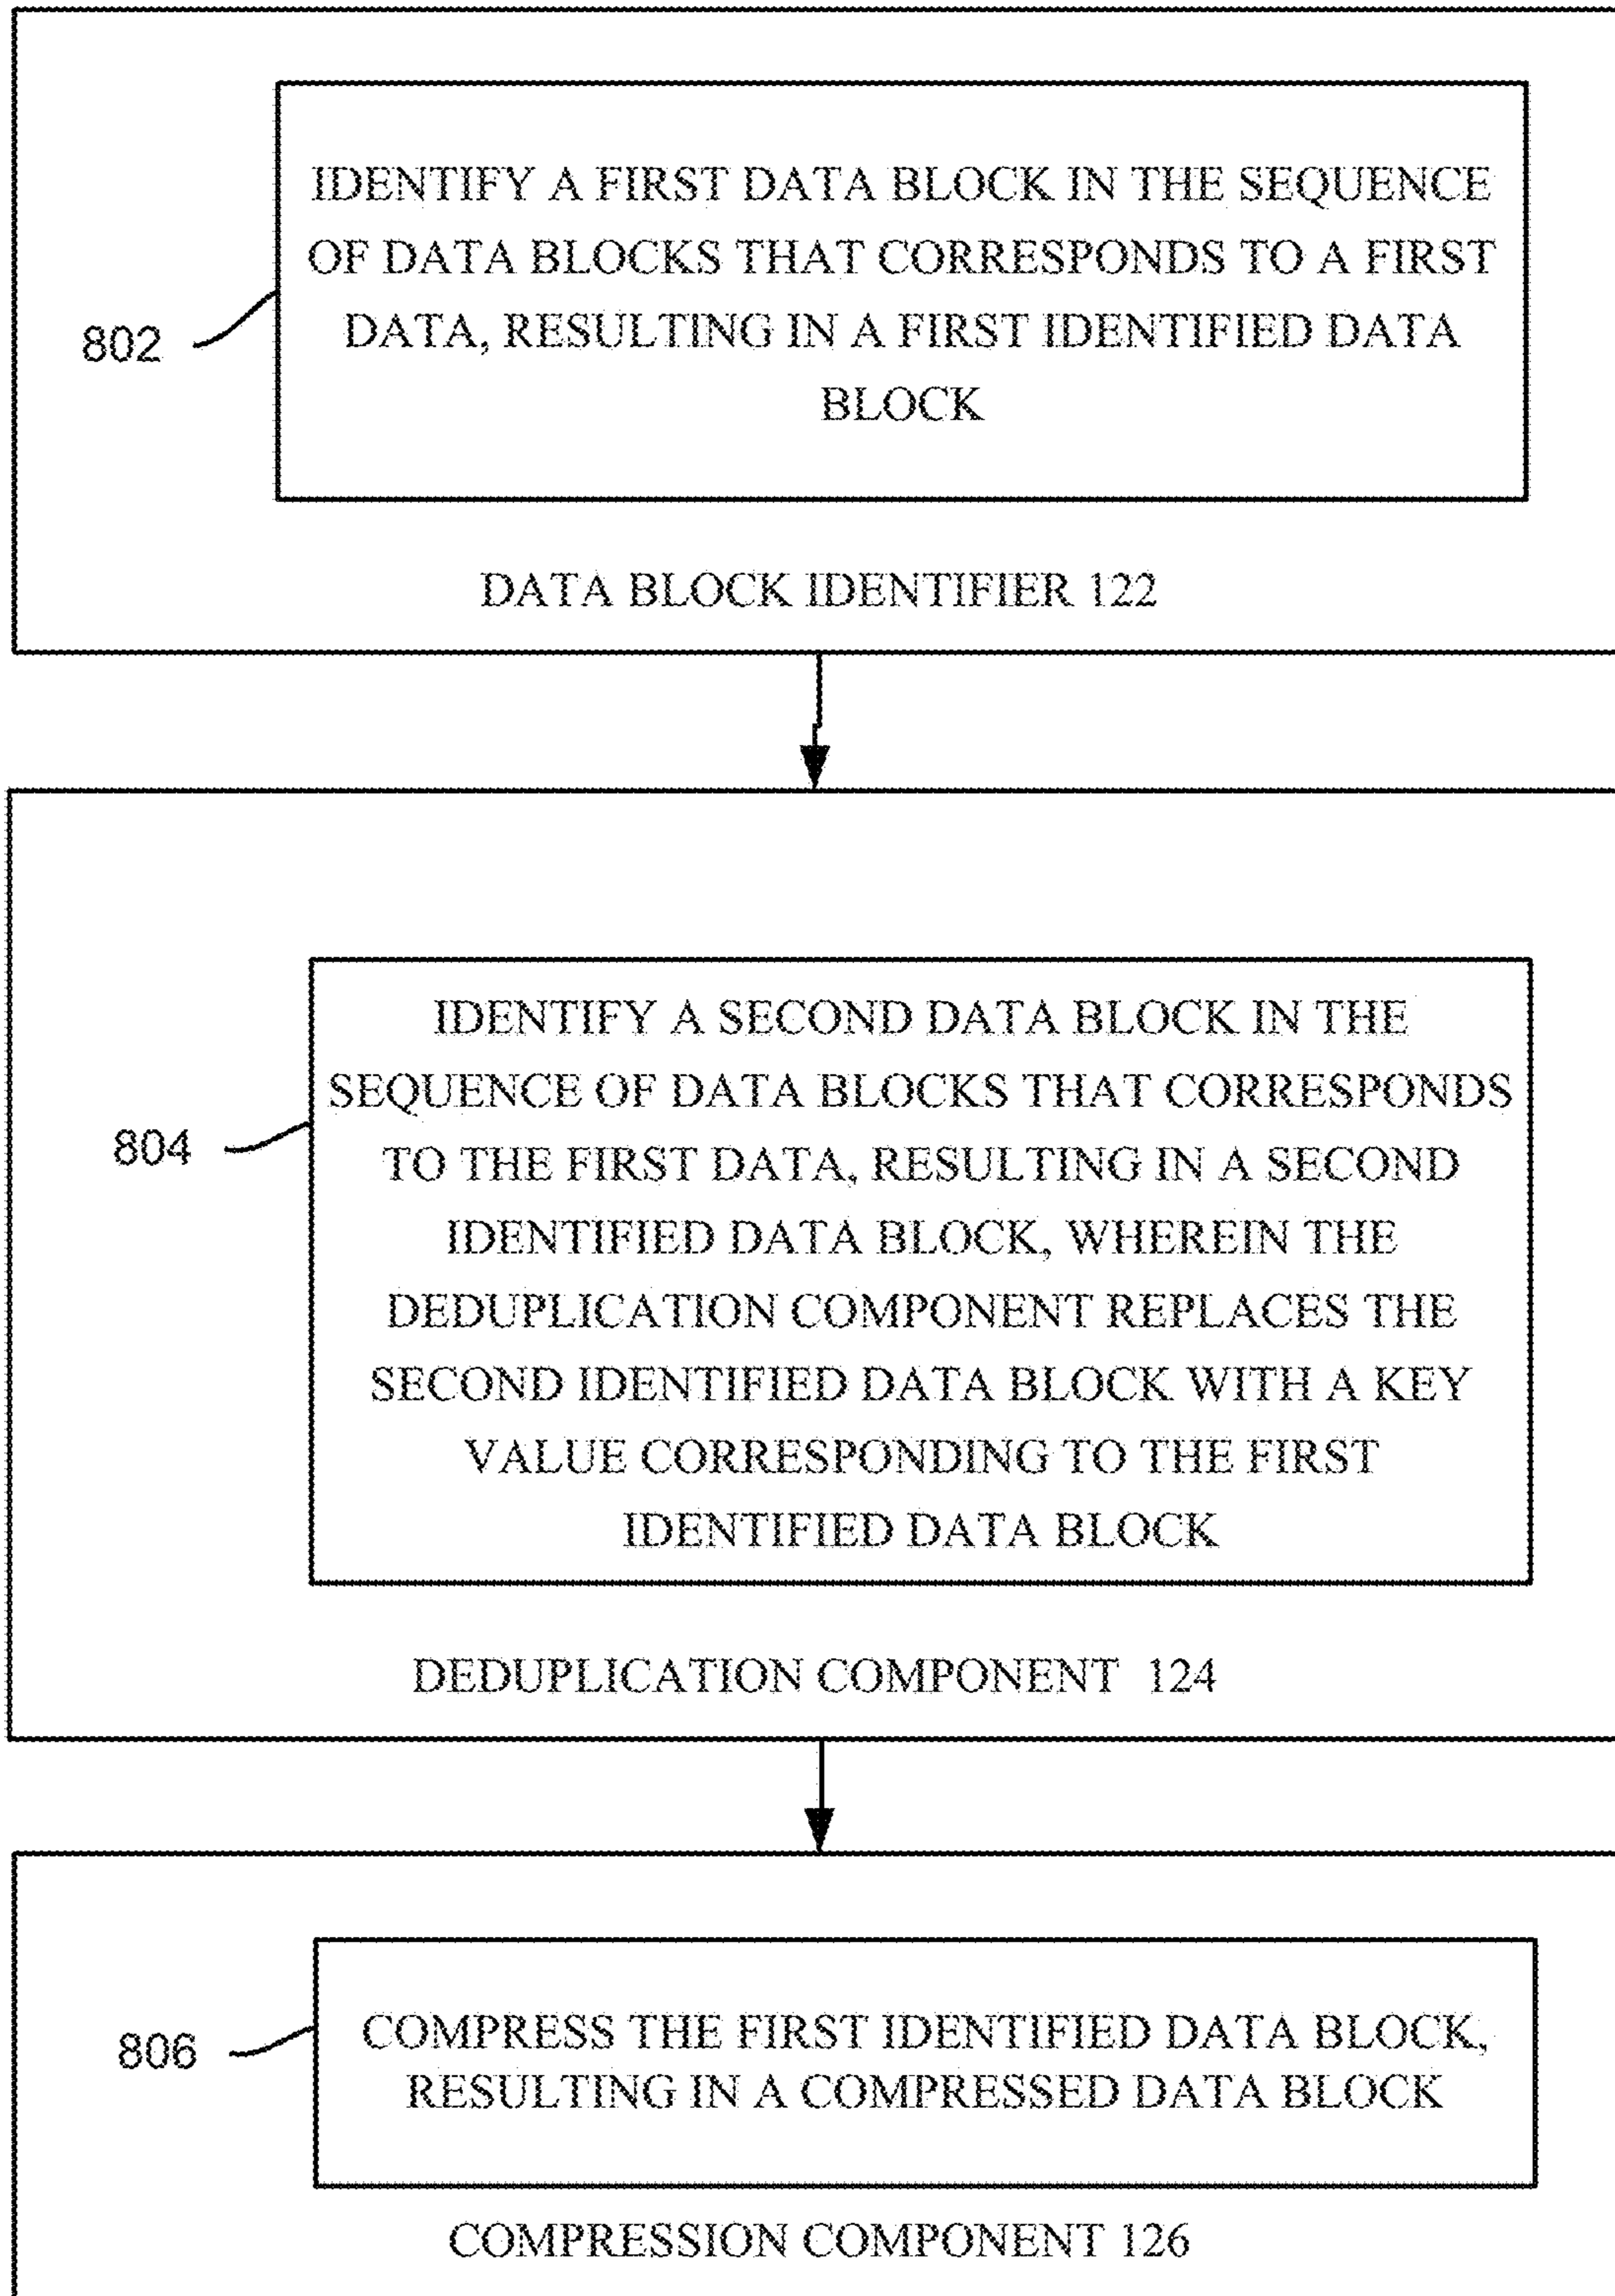 IDENTIFY A FIRST DATA BLOCK IN THE SEQUENCE
OF DATA BLOCKS THAT CORRESPONDS TO A FIRST
DATA, RESULTING IN A FIRST IDENTIFIED DATA
BLOCK
802
DATA BLOCK IDENTIFIER 122
IDENTIFY A SECOND DATA BLOCK IN THE
SEQUENCE OF DATA BLOCKS THAT CORRESPONDS
TO THE FIRST DATA, RESULTING IN A SECOND
IDENTIFIED DATA BLOCK, WHEREIN THE
DEDUPLICATION COMPONENT REPLACES THE
SECOND IDENTIFIED DATA BLOCK WITH A KEY
VALUE CORRESPONDING TO THE FIRST
IDENTIFIED DATA BLOCK
804
DEDUPLICATION COMPONENT 124
COMPRESS THE FIRST IDENTIFIED DATA BLOCK,
RESULTING IN A COMPRESSED DATA BLOCK
806
COMPRESSION COMPONENT 126